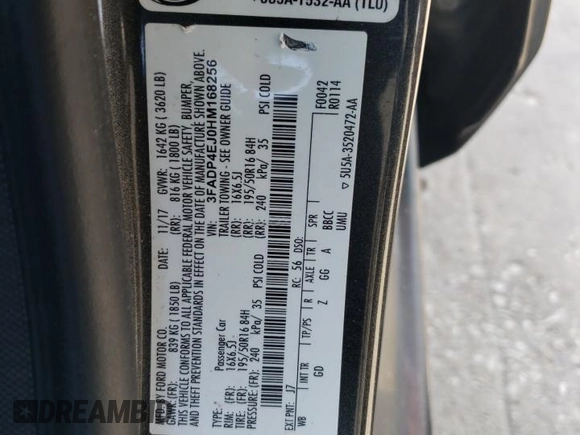 5U5A-1532-AA (TLU)
MFD. BY FORD MOTOR CO.
DATE: 11/17 GVWR: 1642 KG ( 3620 LB)
GAWR: (FR): 839 KG ( 1850 LB) (RR): 816 KG ( 1800 LB)
THIS VEHICLE CONFORMS TO ALL APPLICABLE FEDERAL MOTOR VEHICLE SAFETY, BUMPER,
AND THEFT PREVENTION STANDARDS IN EFFECT ON THE DATE OF MANUFACTURE SHOWN ABOVE.
VIN: 3FADP4EJ0HM168256
TYPE: Passenger Car TRAILER TOWING - SEE OWNER GUIDE
RIM: (FR): 16X6.5J (RR): 16X6.5J
TIRE: (FR): 195/50R16 84H (RR): 195/50R16 84H
PRESSURE:(FR): 240 kPa/ 35 PSI COLD (RR): 240 kPa/ 35 PSI COLD
EXT PNT: J7 RC: 56 DSO: F0042
R0114
INT TR TP/PS R AXLE TR SPR
GD Z GG A BBCC
UMU
▽ 5U5A-3520472-AA
DREAMBID